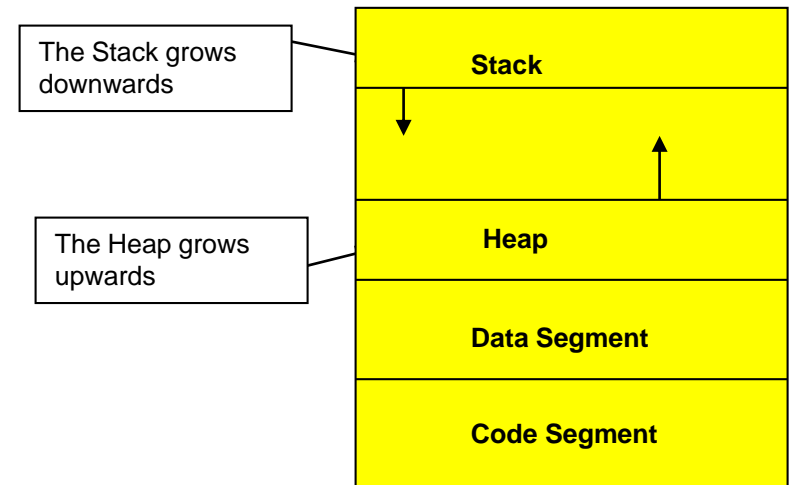 The Stack grows
downwards
Stack
The Heap grows
upwards
Heap
Data Segment
Code Segment